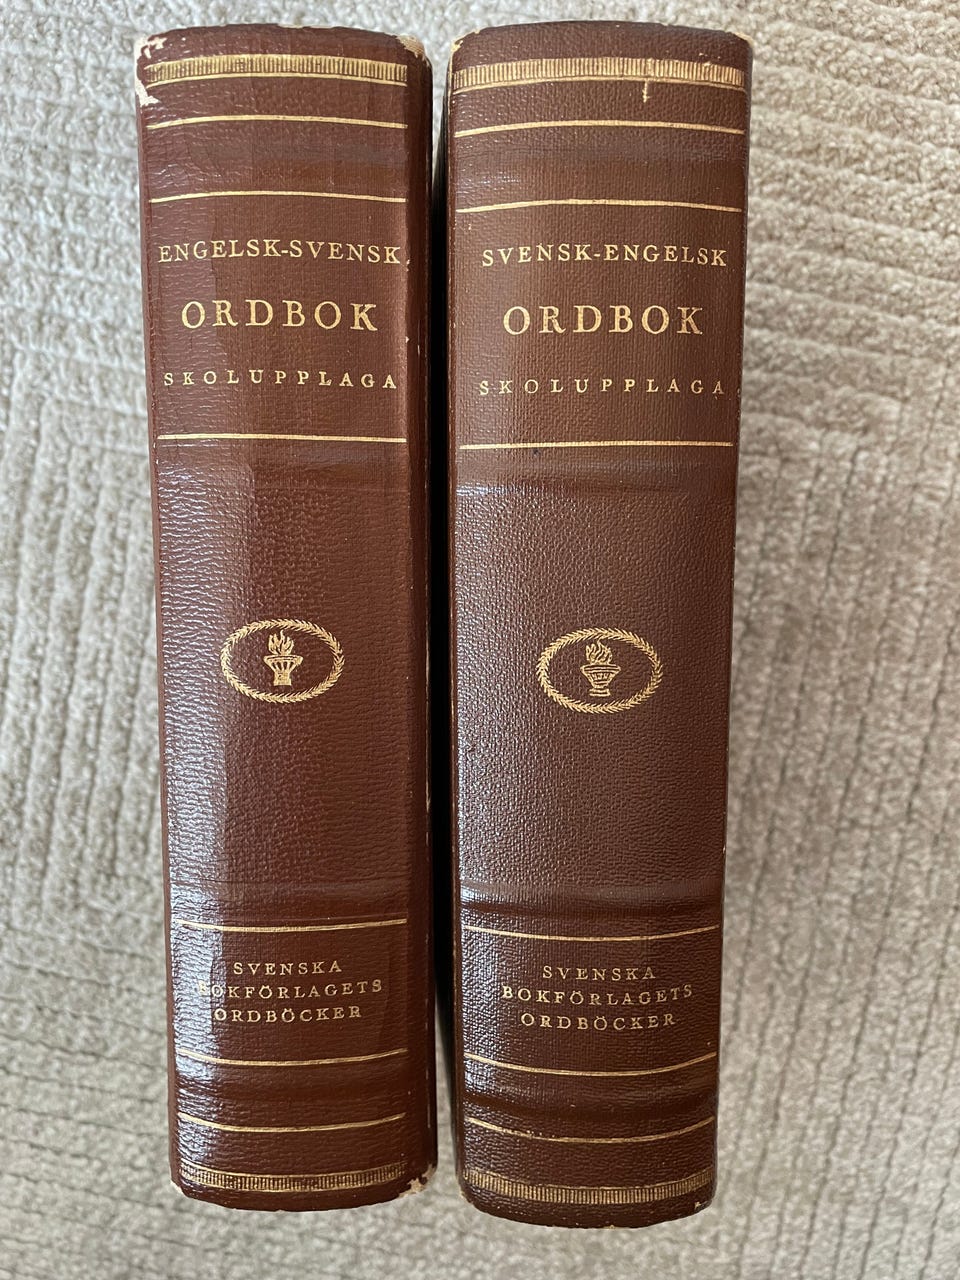 ENGELSK-SVENSK
ORDBOK
SKOLUPPLAGA
SVENSKA
BOKFÖRLAGETS
ORDBÖCKER
SVENSK-ENGELSK
ORDBOK
SKOLUPPLAGA
SVENSKA
BOKFÖRLAGETS
ORDBÖCKER